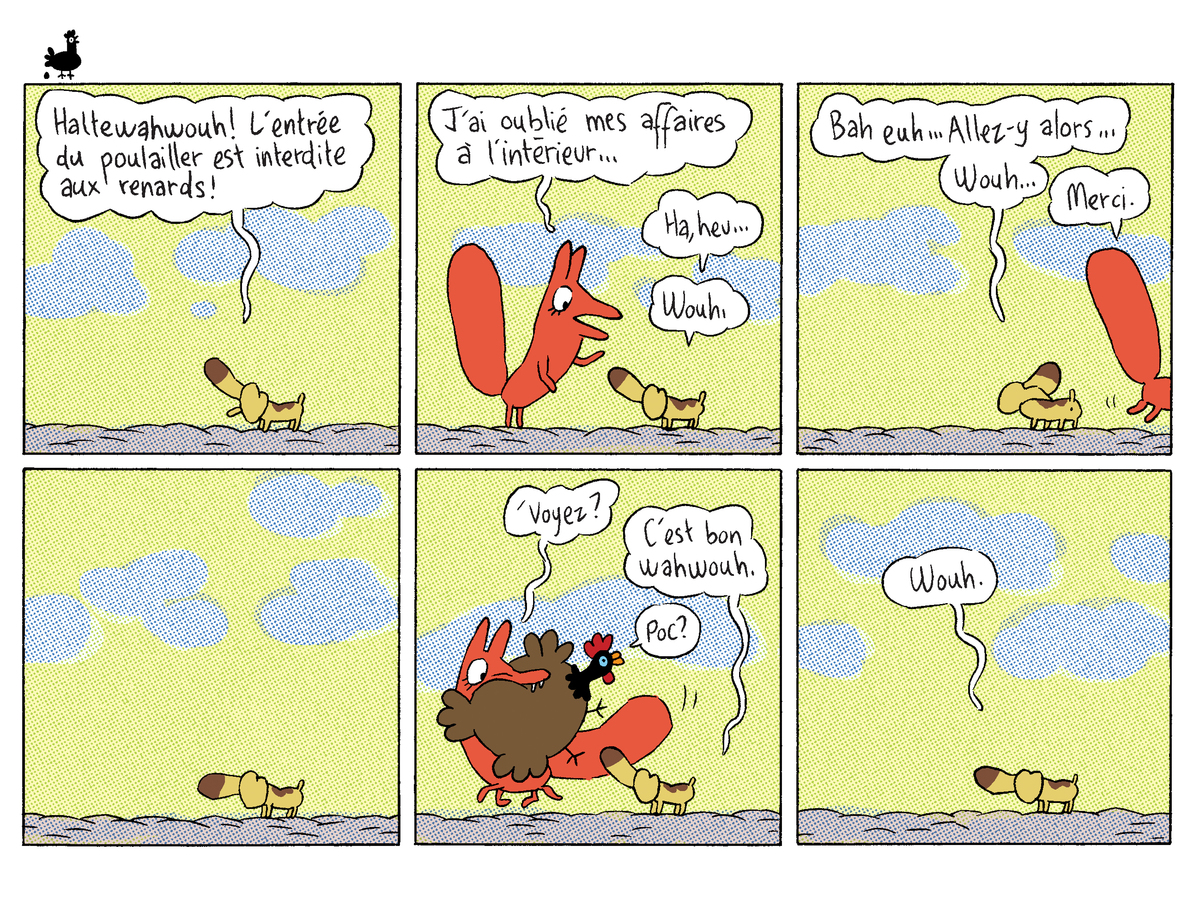 Haltewahwouh! L'entrée
du poulailler est interdite
aux renards!
J'ai oublié mes affaires
à l'intérieur...
Ha, heu...
Wouh.
Bah euh... Allez-y alors...
Wouh...
Merci.
'Voyez?
C'est bon
wahwouh.
Poc?
Wouh.